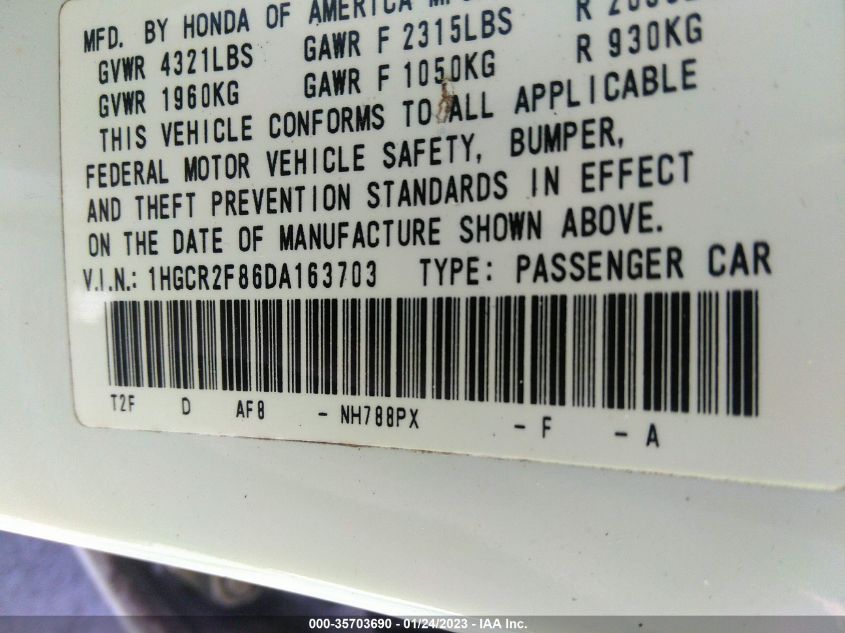 MFD. BY HONDA OF AMERICA
GVWR 4321LBS GAWR F 2315LBS R
GVWR 1960KG GAWR F 1050KG R 930KG
THIS VEHICLE CONFORMS TO ALL APPLICABLE
FEDERAL MOTOR VEHICLE SAFETY, BUMPER,
AND THEFT PREVENTION STANDARDS IN EFFECT
ON THE DATE OF MANUFACTURE SHOWN ABOVE.
V.I.N.: 1HGCR2F86DA163703 TYPE: PASSENGER CAR
T2F D AF8 - NH788PX - F - A
000-35703690 - 01/24/2023 - IAA Inc.